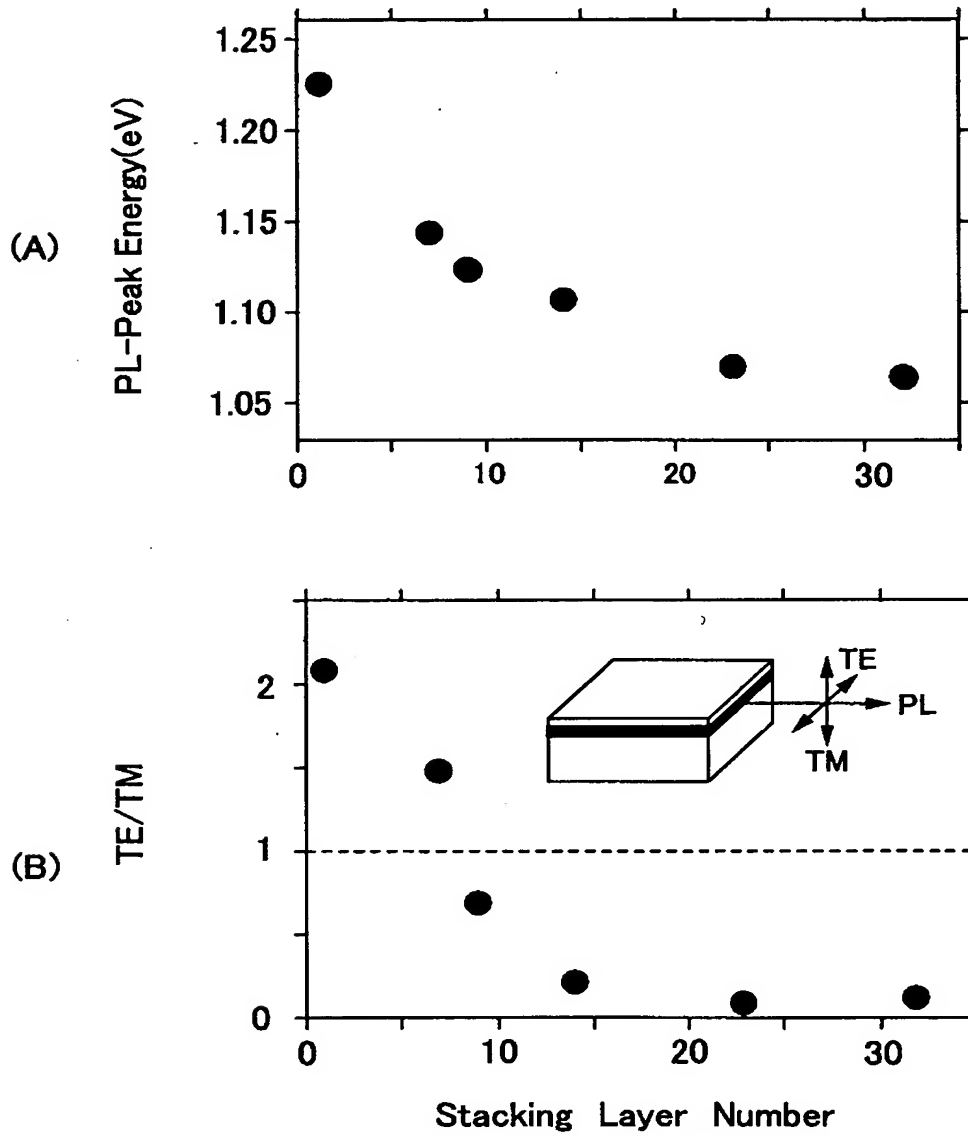 (A)
PL-Peak Energy(eV)
1.25
1.20
1.15
1.10
1.05
0 10 20 30
(B)
TE/TM
2
1
0
TE
PL
TM
0 10 20 30
Stacking Layer Number